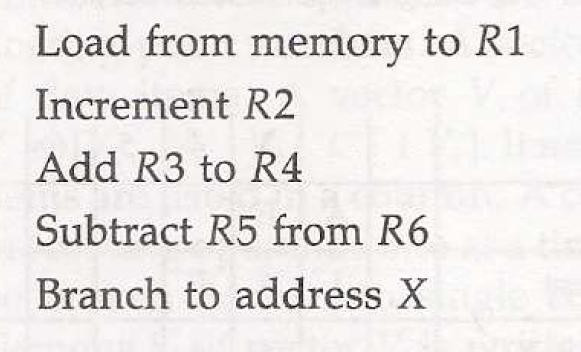 Load from memory to R1
Increment R2
Add R3 to R4
Subtract R5 from R6
Branch to address X